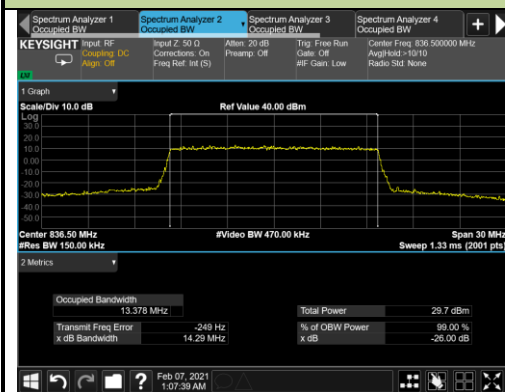 Spectrum Analyzer 1
Occupied BW
Spectrum Analyzer 2
Occupied BW
Spectrum Analyzer 3
Occupied BW
Spectrum Analyzer 4
Occupied BW
KEYSIGHT
Input: RF
Coupling: DC
Align: Off
Input Z: 50 Ω
Corrections: On
Freq Ref: Int (S)
Atten: 20 dB
Preamp: Off
Trig: Free Run
Gate: Off
#IF Gain: Low
Center Freq: 836.500000 MHz
Avg|Hold:>10/10
Radio Std: None
1 Graph
Scale/Div 10.0 dB
Ref Value 40.00 dBm
Log
30.0
20.0
10.0
0.00
-10.0
-20.0
-30.0
-40.0
-50.0
Center 836.50 MHz
#Video BW 470.00 kHz
Span 30 MHz
#Res BW 150.00 kHz
Sweep 1.33 ms (2001 pts)
2 Metrics
Occupied Bandwidth
13.378 MHz
Total Power 29.7 dBm
Transmit Freq Error -249 Hz
% of OBW Power 99.00 %
x dB Bandwidth 14.29 MHz
x dB -26.00 dB
?
Feb 07, 2021
1:07:39 AM